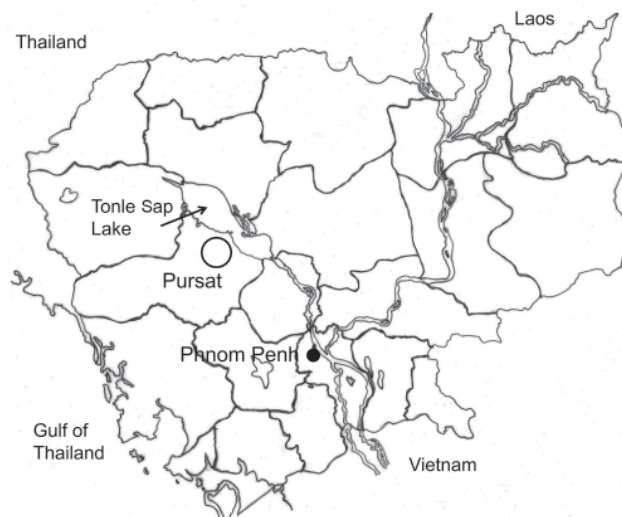 Laos
Thailand
Tonle Sap
Lake
Pursat
Phnom Penh
Gulf of
Thailand
Vietnam